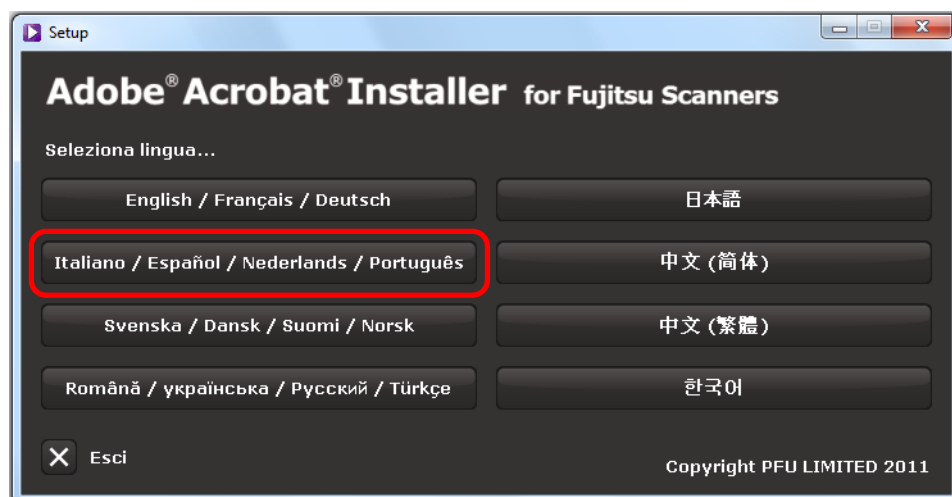 Setup
Adobe® Acrobat® Installer for Fujitsu Scanners
Seleziona lingua...
English / Français / Deutsch
日本語
Italiano / Español / Nederlands / Português
中文 (简体)
Svenska / Dansk / Suomi / Norsk
中文 (繁體)
Română / українська / Русский / Türkçe
한국어
Esci
Copyright PFU LIMITED 2011